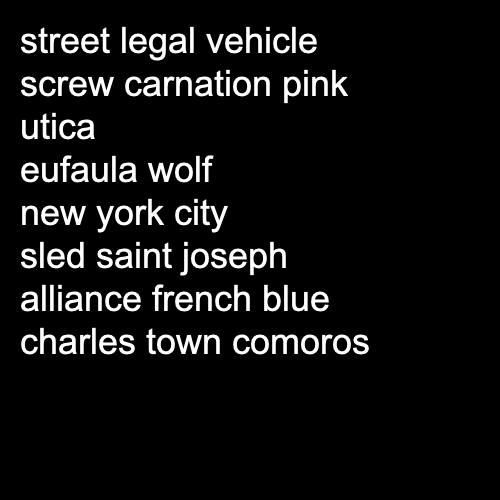 street legal vehicle
screw carnation pink
utica
eufaula wolf
new york city
sled saint joseph
alliance french blue
charles town comoros